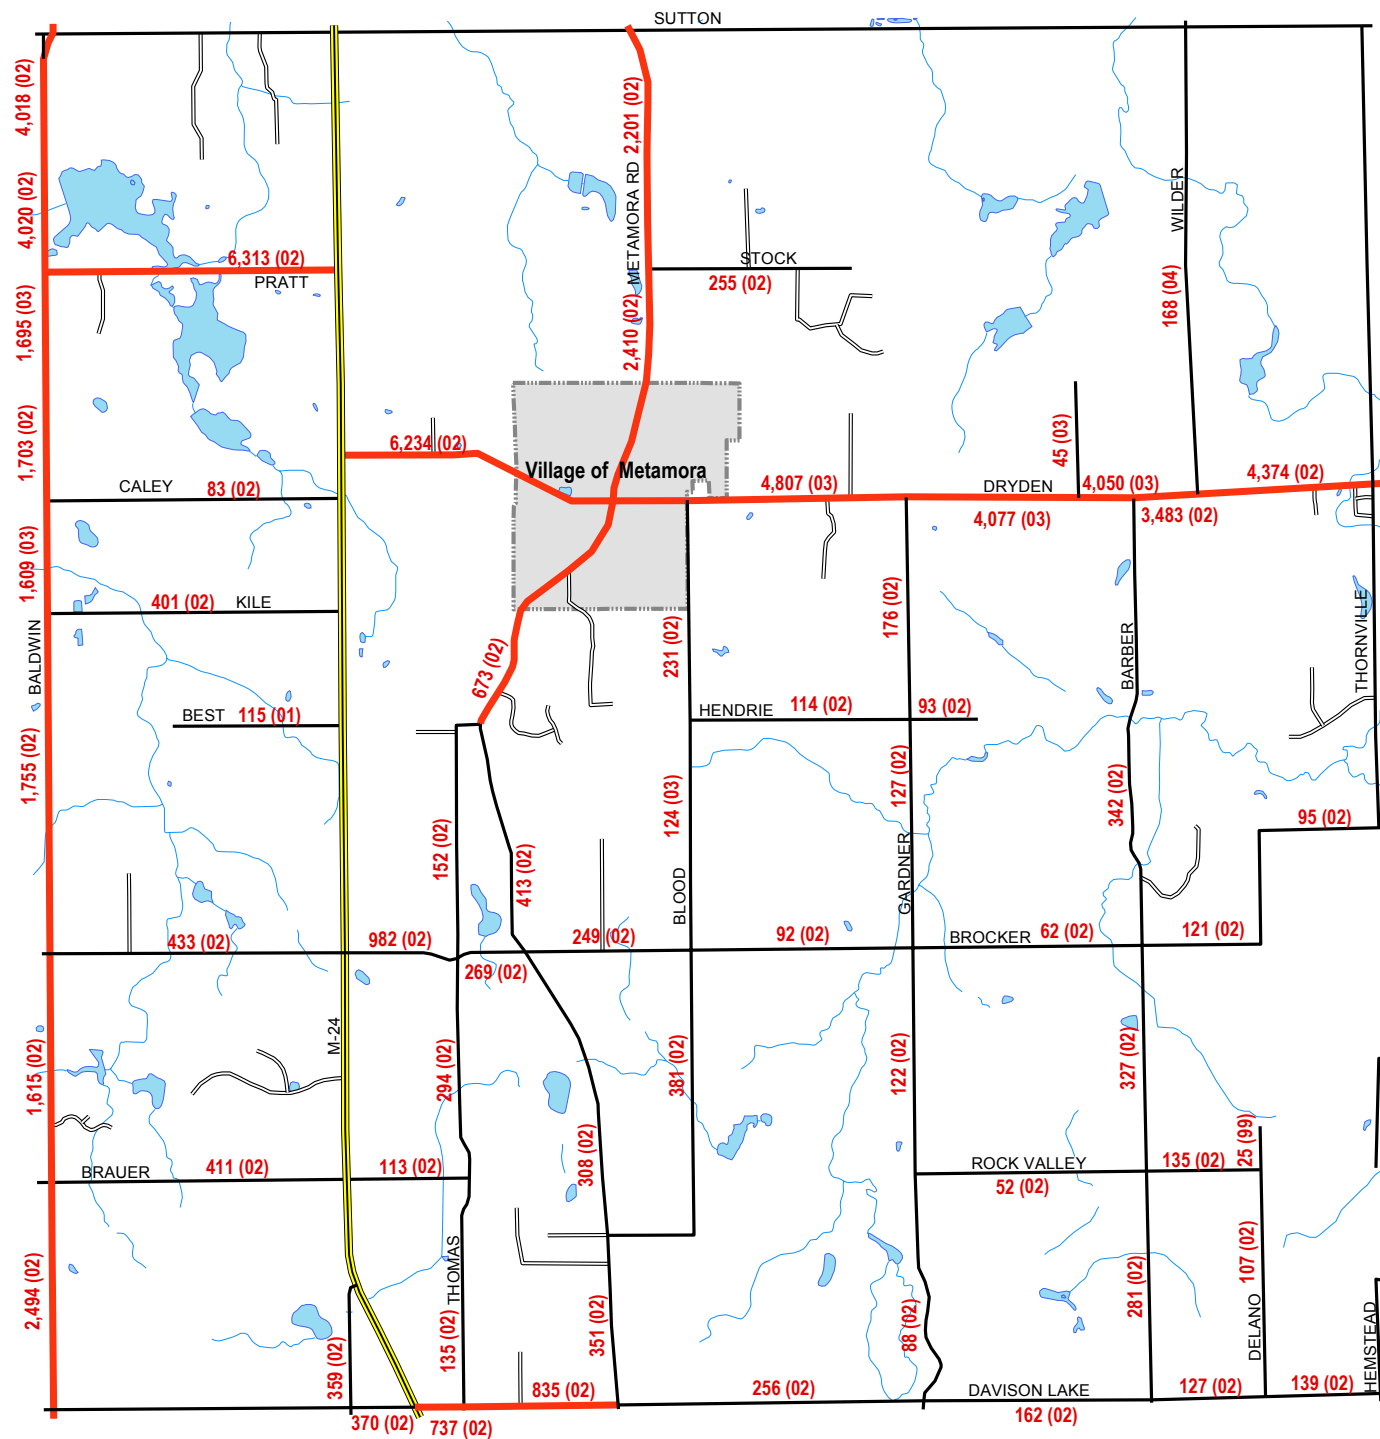 SUTTON
4,018 (02)
2,201 (02)
METAMORA RD
WILDER
4,020 (02)
6,313 (02)
PRATT
STOCK
255 (02)
1,695 (03)
2,410 (02)
168 (04)
1,703 (02)
6,234 (02)
Village of Metamora
45 (03)
CALEY
83 (02)
4,807 (03)
DRYDEN
4,050 (03)
4,374 (02)
4,077 (03)
3,483 (02)
1,609 (03)
401 (02)
KILE
176 (02)
THORNVILLE
BALDWIN
673 (02)
231 (02)
BARBER
BEST
115 (01)
HENDRIE
114 (02)
93 (02)
1,755 (02)
124 (03)
127 (02)
342 (02)
95 (02)
152 (02)
413 (02)
BLOOD
GARDNER
433 (02)
982 (02)
249 (02)
92 (02)
BROCKER
62 (02)
121 (02)
269 (02)
M-24
1,615 (02)
294 (02)
381 (02)
122 (02)
327 (02)
25 (99)
BRAUER
411 (02)
113 (02)
308 (02)
ROCK VALLEY
135 (02)
52 (02)
2,494 (02)
THOMAS
107 (02)
281 (02)
DELANO
HEMSTEAD
359 (02)
135 (02)
351 (02)
88 (02)
835 (02)
256 (02)
DAVISON LAKE
127 (02)
139 (02)
370 (02)
737 (02)
162 (02)